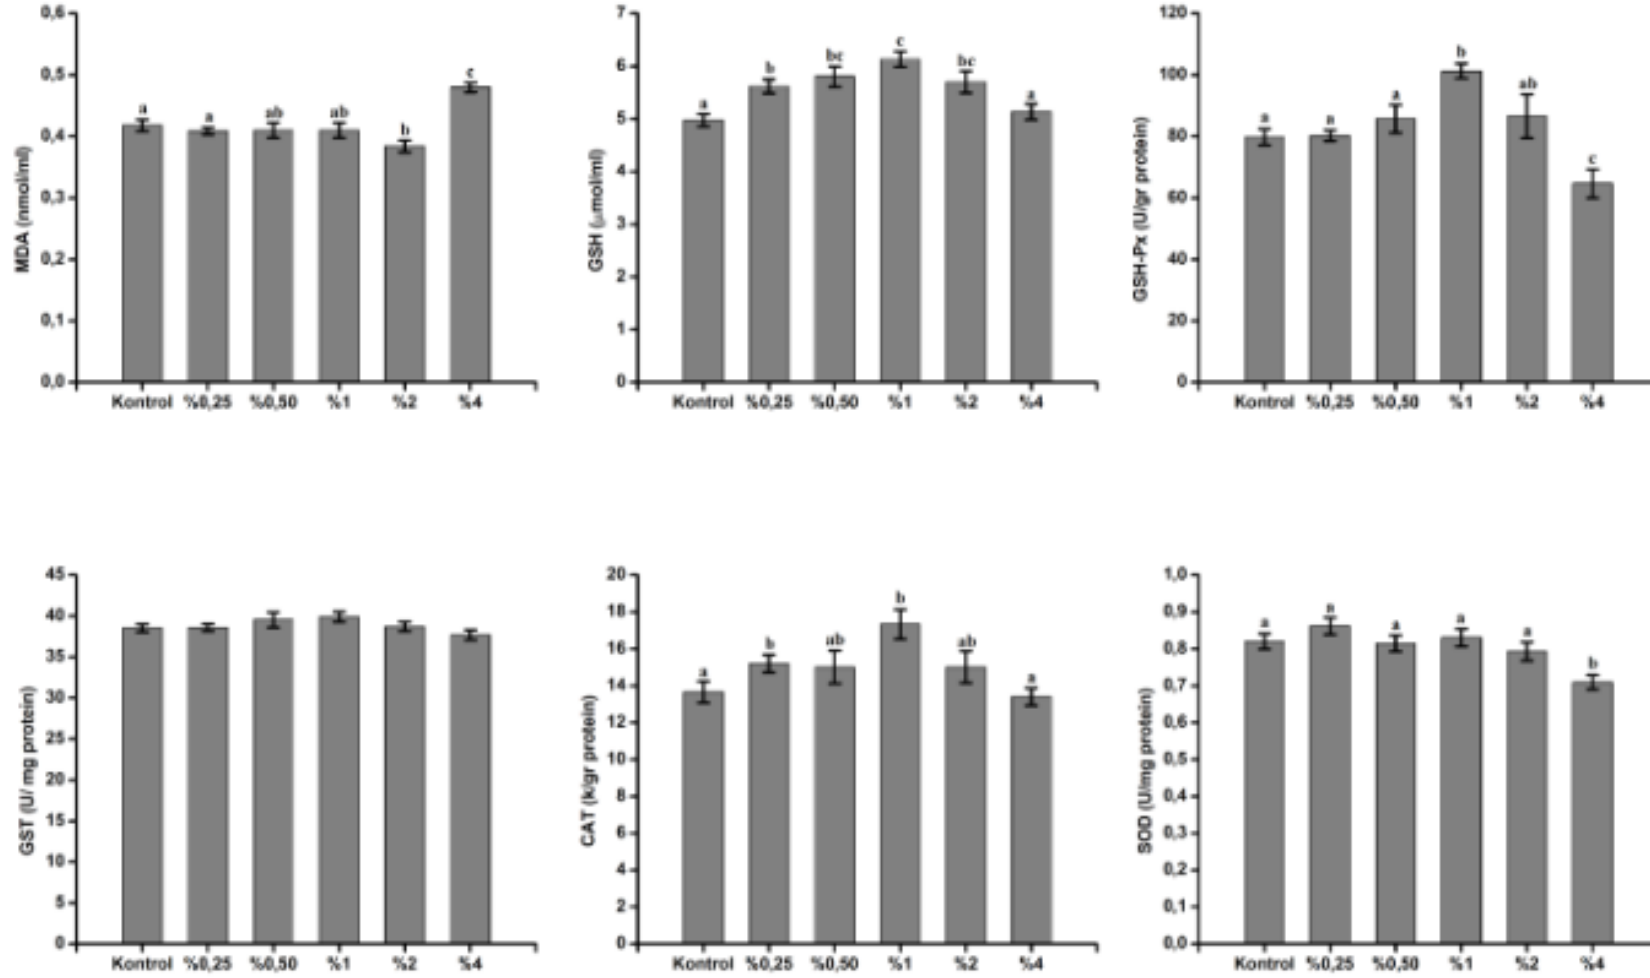 MDA (nmol/ml)
0,6
0,5
0,4
0,3
0,2
0,1
0,0
a
a
ab
ab
b
c
Kontrol %0,25 %0,50 %1 %2 %4
GSH (μmol/ml)
7
6
5
4
3
2
1
0
a
b
bc
c
bc
a
Kontrol %0,25 %0,50 %1 %2 %4
GSH-Px (U/gr protein)
120
100
80
60
40
20
0
a
a
a
b
ab
c
Kontrol %0,25 %0,50 %1 %2 %4
GST (U/ mg protein)
45
40
35
30
25
20
15
10
5
0
Kontrol %0,25 %0,50 %1 %2 %4
CAT (k/gr protein)
20
18
16
14
12
10
8
6
4
2
0
a
b
ab
b
ab
a
Kontrol %0,25 %0,50 %1 %2 %4
SOD (U/mg protein)
1,0
0,9
0,8
0,7
0,6
0,5
0,4
0,3
0,2
0,1
0,0
a
a
a
a
a
b
Kontrol %0,25 %0,50 %1 %2 %4